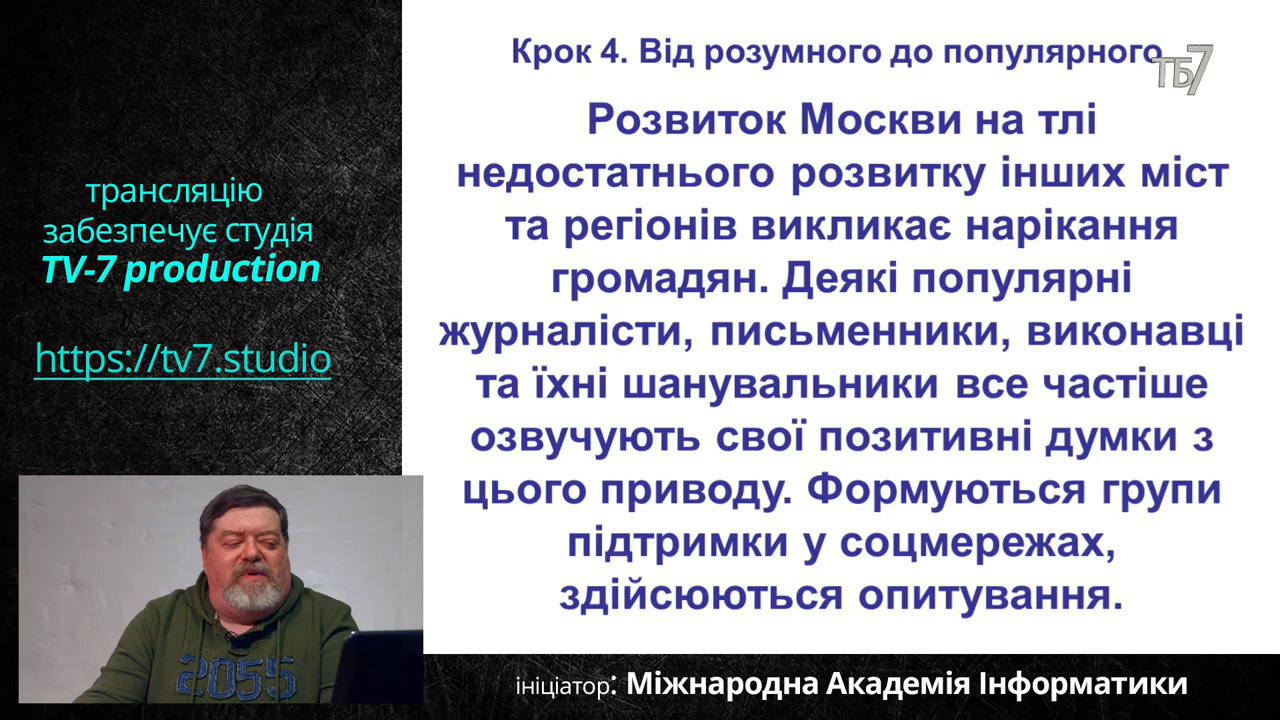 трансляцію
забезпечує студія
TV-7 production
https://tv7.studio
Крок 4. Від розумного до популярного
ТБ7
Розвиток Москви на тлі
недостатнього розвитку інших міст
та регіонів викликає нарікання
громадян. Деякі популярні
журналісти, письменники, виконавці
та їхні шанувальники все частіше
озвучують свої позитивні думки з
цього приводу. Формуються групи
підтримки у соцмережах,
здійсюються опитування.
2055
ініціатор: Міжнародна Академія Інформатики